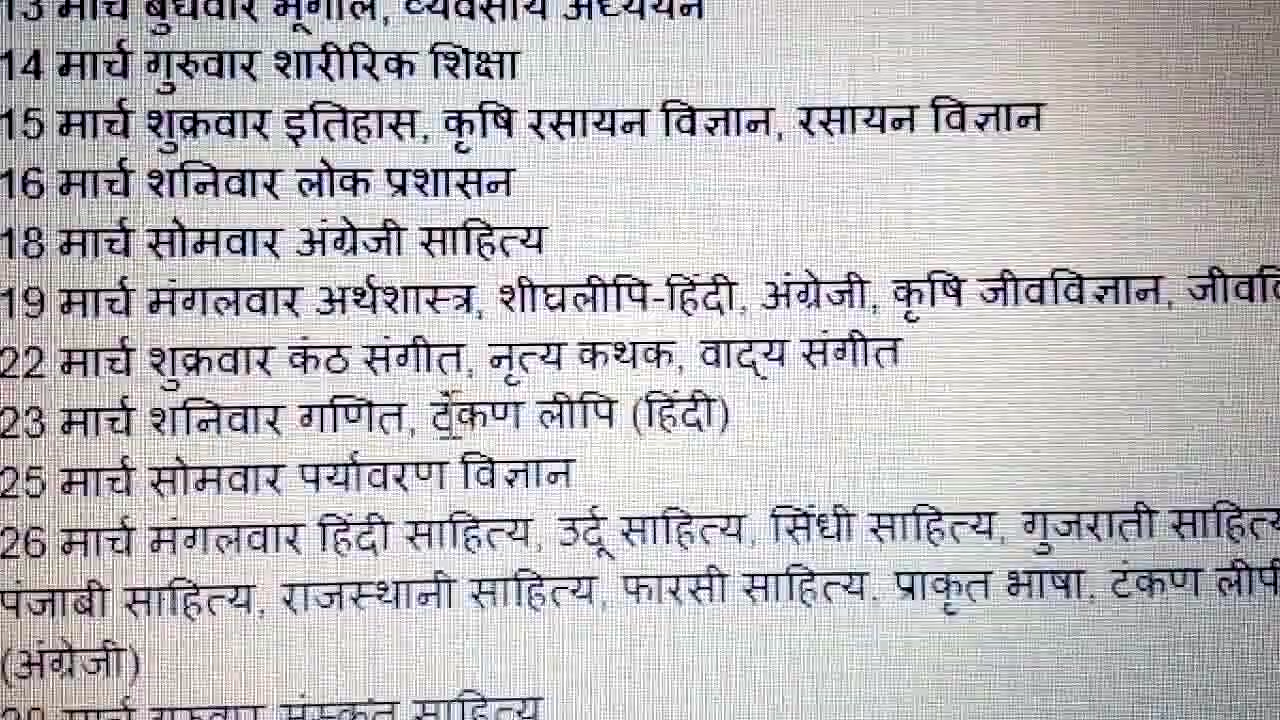 13 मार्च बुधवार भूगोल, व्यवसाय अध्ययन
14 मार्च गुरुवार शारीरिक शिक्षा
15 मार्च शुक्रवार इतिहास, कृषि रसायन विज्ञान, रसायन विज्ञान
16 मार्च शनिवार लोक प्रशासन
18 मार्च सोमवार अंग्रेजी साहित्य
19 मार्च मंगलवार अर्थशास्त्र, शीघलीपि-हिंदी, अंग्रेजी, कृषि जीवविज्ञान,
22 मार्च शुक्रवार कंठ संगीत, नृत्य कथक, वाद्य संगीत
23 मार्च शनिवार गणित, टंकण लीपि (हिंदी)
25 मार्च सोमवार पर्यावरण विज्ञान
26 मार्च मंगलवार हिंदी साहित्य, उर्दू साहित्य, सिंधी साहित्य, गुजराती साहित्य
पंजाबी साहित्य, राजस्थानी साहित्य, फारसी साहित्य, प्राकृत भाषा, टंकण लीपि
(अंग्रेजी)
मार्च गुरुवार संस्कृत साहित्य